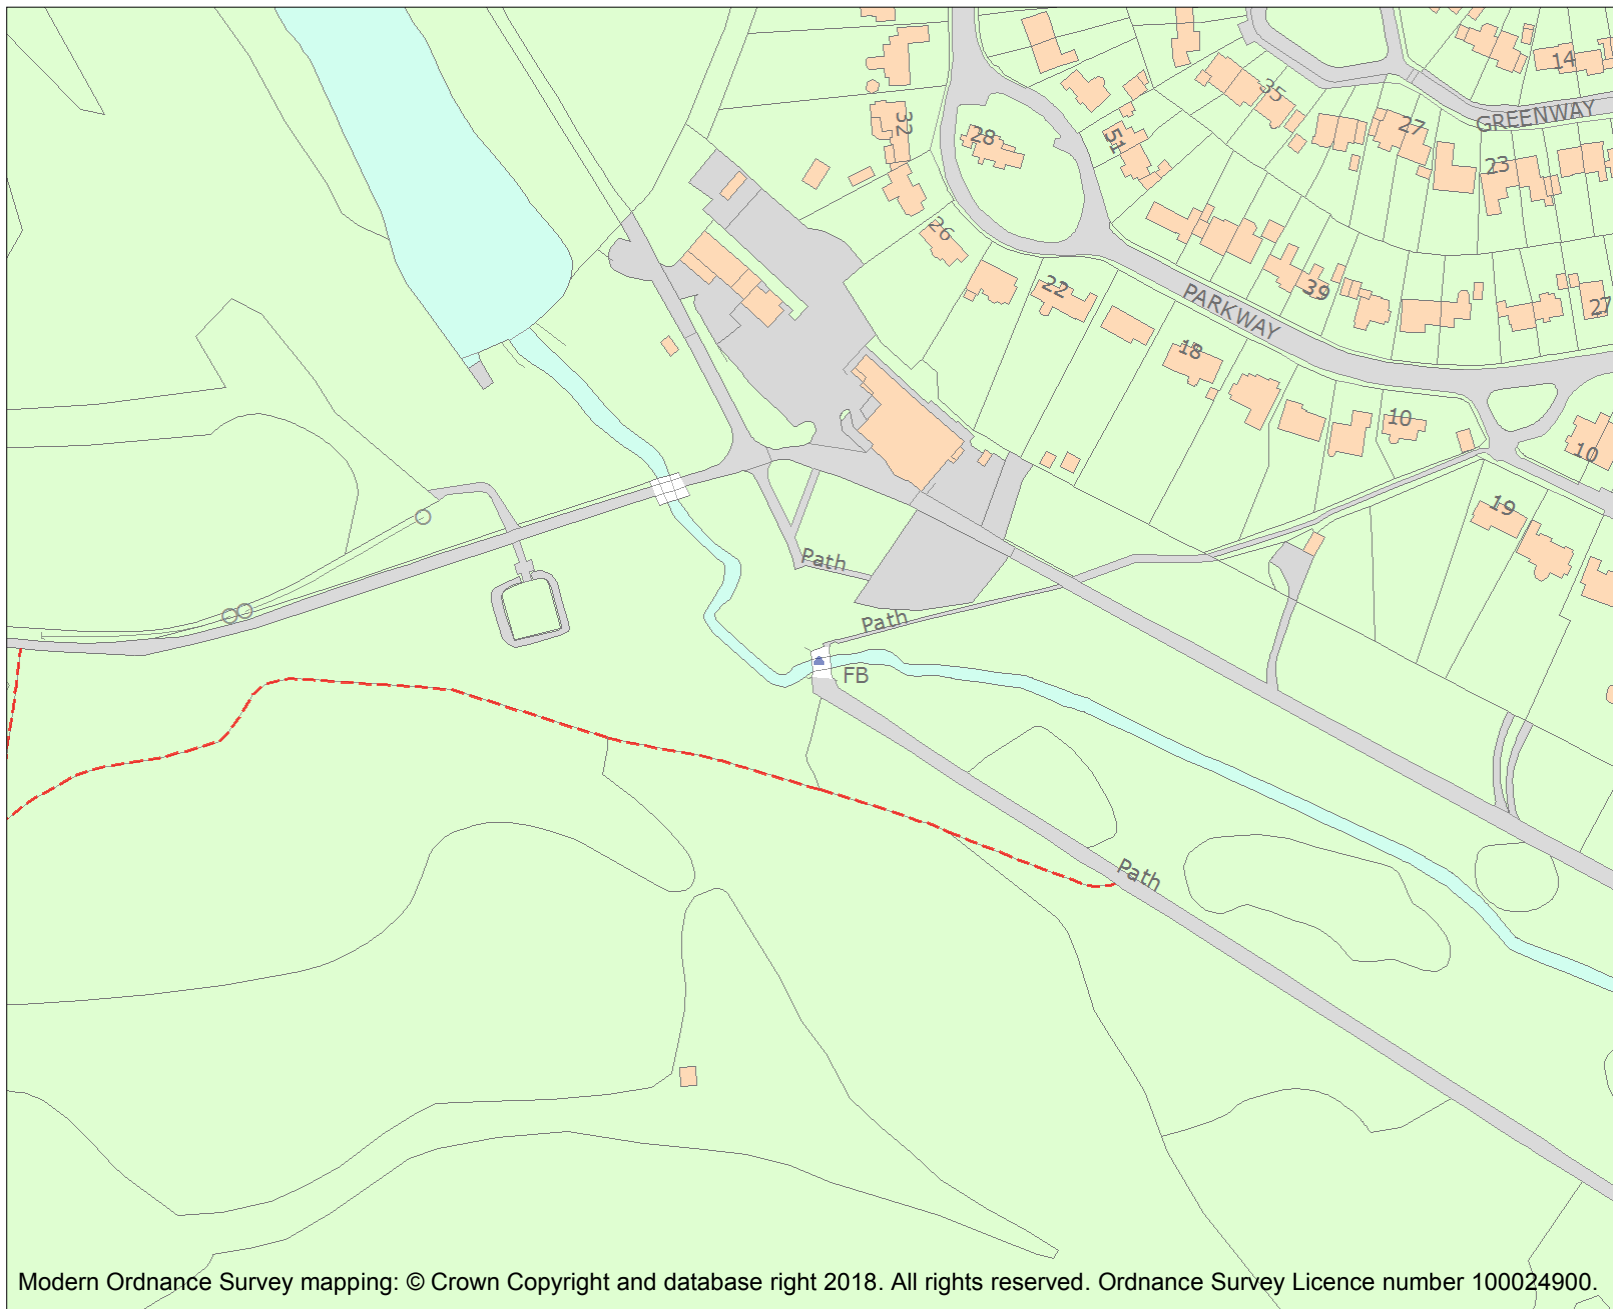 14
35
GREENWAY
27
32
28
51
23
26
22
39
PARKWAY
27
18
10
10
19
Path
Path
FB
Path
Modern Ordnance Survey mapping: © Crown Copyright and database right 2018. All rights reserved. Ordnance Survey Licence number 100024900.